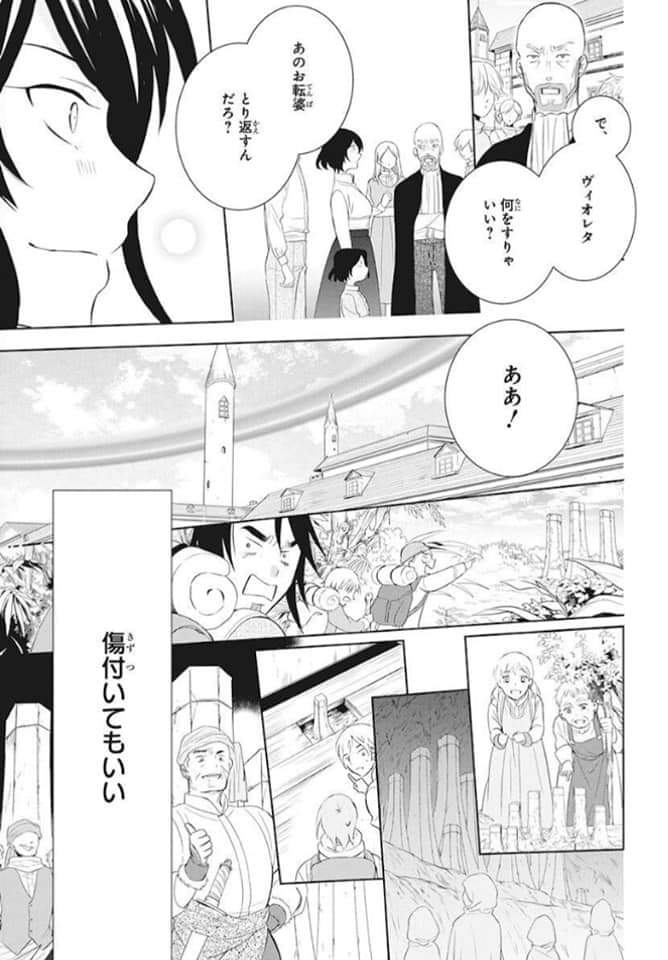 で、
ヴィオレタ
何をすりゃ
いい?
あのお転婆
とり返すん
だろ?
ああ!
傷付いてもいい